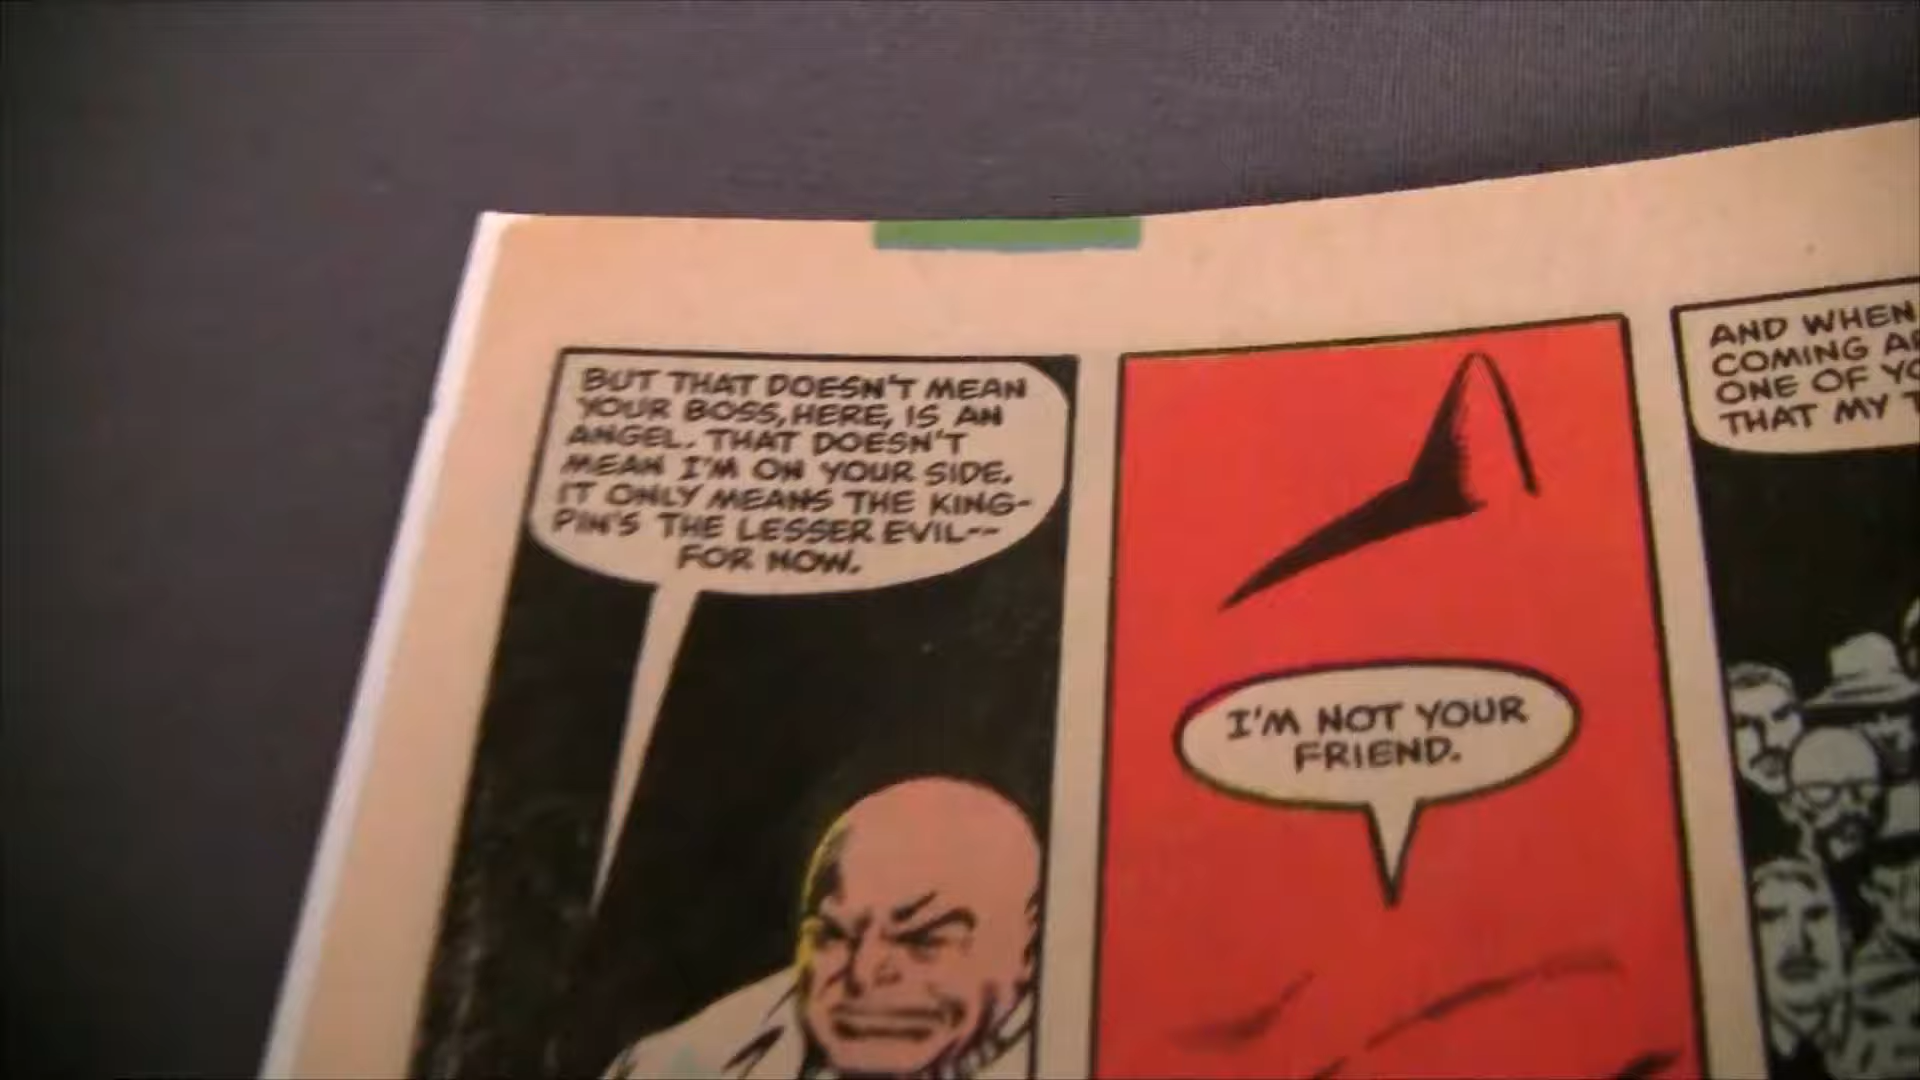 BUT THAT DOESN'T MEAN
YOUR BOSS, HERE, IS AN
ANGEL. THAT DOESN'T
MEAN I'M ON YOUR SIDE.
IT ONLY MEANS THE KING-
PIN'S THE LESSER EVIL--
FOR NOW.
I'M NOT YOUR
FRIEND.
AND WHEN
COMING
ONE OF
THAT MY